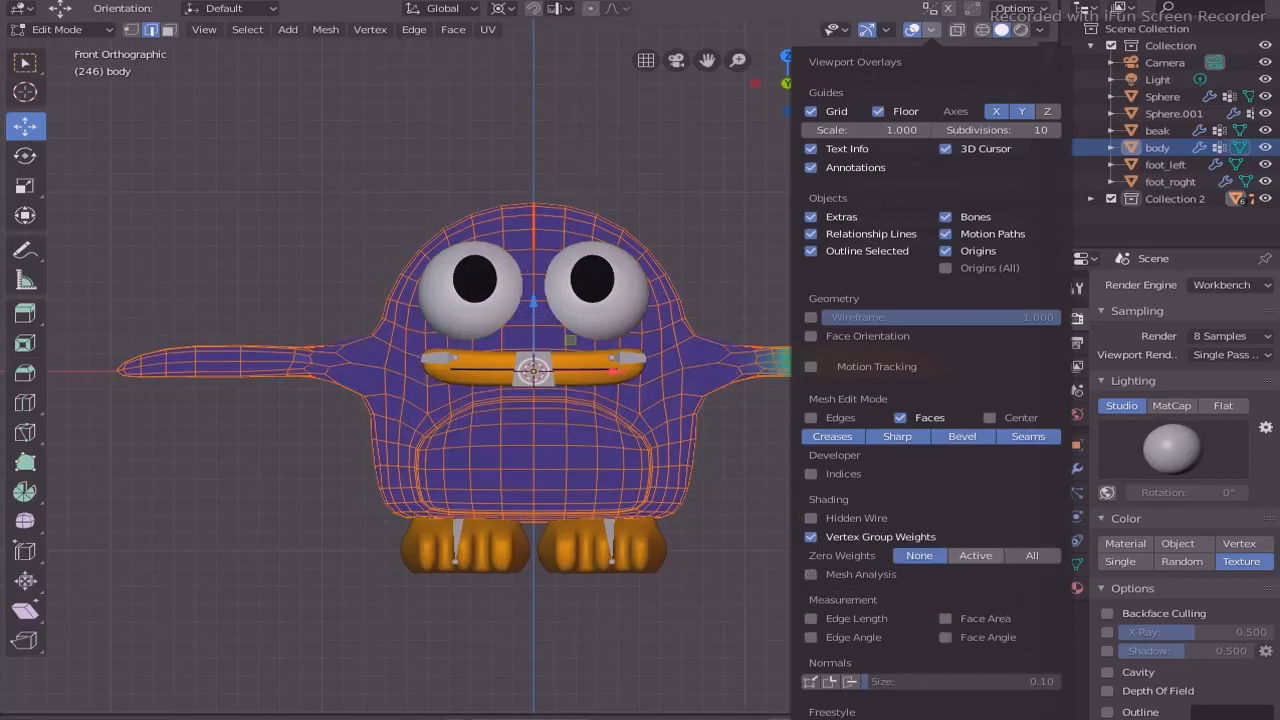 Orientation: Default Global Options
Recorded with iFun Screen Recorder
Edit Mode View Select Add Mesh Vertex Edge Face UV
Front Orthographic
(246) body
Viewport Overlays
Guides
Grid Floor Axes X Y Z
Scale: 1.000 Subdivisions: 10
Text Info 3D Cursor
Annotations
Objects
Extras Bones
Relationship Lines Motion Paths
Outline Selected Origins
Origins (All)
Geometry
Wireframe: 1.000
Face Orientation
Motion Tracking
Mesh Edit Mode
Edges Faces Center
Creases Sharp Bevel Seams
Developer
Indices
Shading
Hidden Wire
Vertex Group Weights
Zero Weights None Active All
Mesh Analysis
Measurement
Edge Length Face Area
Edge Angle Face Angle
Normals
Size: 0.10
Freestyle
Scene Collection
Collection
Camera
Light
Sphere
Sphere.001
beak
body
foot_left
foot_roght
Collection 2
Scene
Render Engine Workbench
Sampling
Render 8 Samples
Viewport Rend.. Single Pass ..
Lighting
Studio MatCap Flat
Rotation: 0°
Color
Material Object Vertex
Single Random Texture
Options
Backface Culling
X-Ray: 0.500
Shadow: 0.500
Cavity
Depth Of Field
Outline